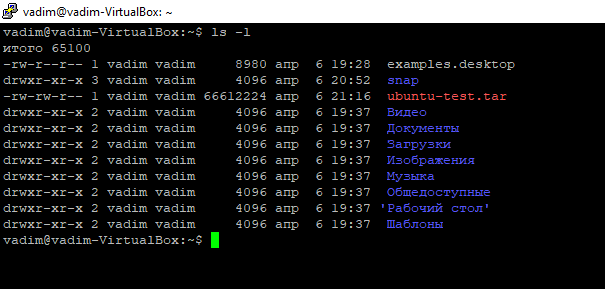 vadim@vadim-VirtualBox: ~
vadim@vadim-VirtualBox:~$ ls -l
итого 65100
-rw-r--r-- 1 vadim vadim     8980 апр  6 19:28  examples.desktop
drwxr-xr-x 3 vadim vadim     4096 апр  6 20:52  snap
-rw-rw-r-- 1 vadim vadim 66612224 апр  6 21:16  ubuntu-test.tar
drwxr-xr-x 2 vadim vadim     4096 апр  6 19:37  Видео
drwxr-xr-x 2 vadim vadim     4096 апр  6 19:37  Документы
drwxr-xr-x 2 vadim vadim     4096 апр  6 19:37  Загрузки
drwxr-xr-x 2 vadim vadim     4096 апр  6 19:37  Изображения
drwxr-xr-x 2 vadim vadim     4096 апр  6 19:37  Музыка
drwxr-xr-x 2 vadim vadim     4096 апр  6 19:37  Общедоступные
drwxr-xr-x 2 vadim vadim     4096 апр  6 19:37 'Рабочий стол'
drwxr-xr-x 2 vadim vadim     4096 апр  6 19:37  Шаблоны
vadim@vadim-VirtualBox:~$